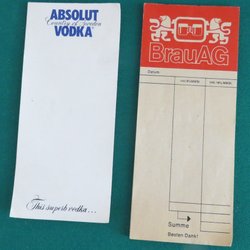 ABSOLUT
Country of Sweden
VODKA
This superb vodka...
BrauAG
Datum
Summe
Besten Dank!